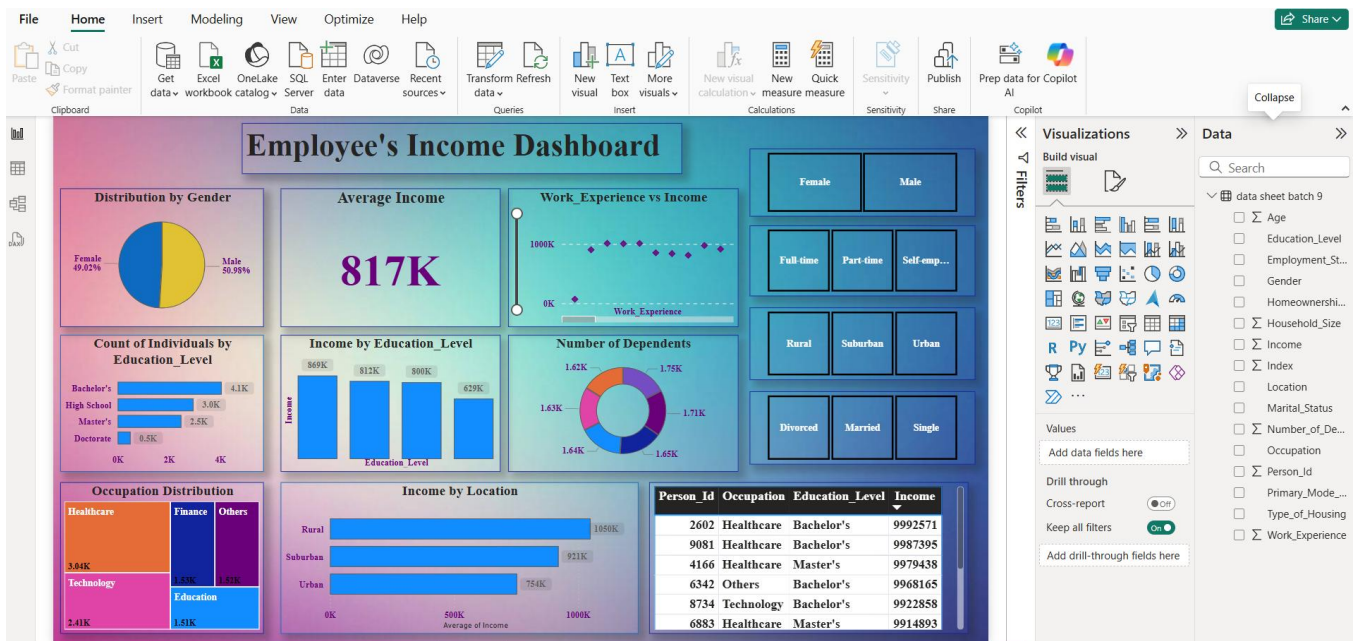 File Home Insert Modeling View Optimize Help
Share
Paste
Cut
Copy
Format painter
Clipboard
Get data
Excel workbook
OneLake catalog
SQL Server
Enter data
Dataverse
Recent sources
Data
Transform data
Refresh
Queries
New visual
Text box
More visuals
Insert
New visual calculation
New measure
Quick measure
Calculations
Sensitivity
Sensitivity
Publish
Share
Prep data for AI
Copilot
Copilot
Collapse
Employee's Income Dashboard
Distribution by Gender
Female
49.02%
Male
50.98%
Average Income
817K
Work_Experience vs Income
1000K
0K
Work_Experience
Female Male
Full-time Part-time Self-emp...
Rural Suburban Urban
Divorced Married Single
Count of Individuals by
Education_Level
Bachelor's 4.1K
High School 3.0K
Master's 2.5K
Doctorate 0.5K
0K 2K 4K
Income by Education_Level
869K 812K 800K 629K
Income
Education_Level
Number of Dependents
1.62K 1.75K
1.63K 1.71K
1.64K 1.65K
Occupation Distribution
Healthcare
3.04K
Technology
2.41K
Finance
1.53K
Others
Education
1.51K
Income by Location
Rural 1050K
Suburban 921K
Urban 754K
0K 500K 1000K
Average of Income
Person_Id Occupation Education_Level Income
2602 Healthcare Bachelor's 9992571
9081 Healthcare Bachelor's 9987395
4166 Healthcare Master's 9979438
6342 Others Bachelor's 9968165
8734 Technology Bachelor's 9922858
6883 Healthcare Master's 9914893
Filters
Visualizations
Build visual
123
R Py
Values
Add data fields here
Drill through
Cross-report Off
Keep all filters On
Add drill-through fields here
Data
Search
data sheet batch 9
Age
Education_Level
Employment_St...
Gender
Homeownershi...
Household_Size
Income
Index
Location
Marital_Status
Number_of_De...
Occupation
Person_Id
Primary_Mode_...
Type_of_Housing
Work_Experience